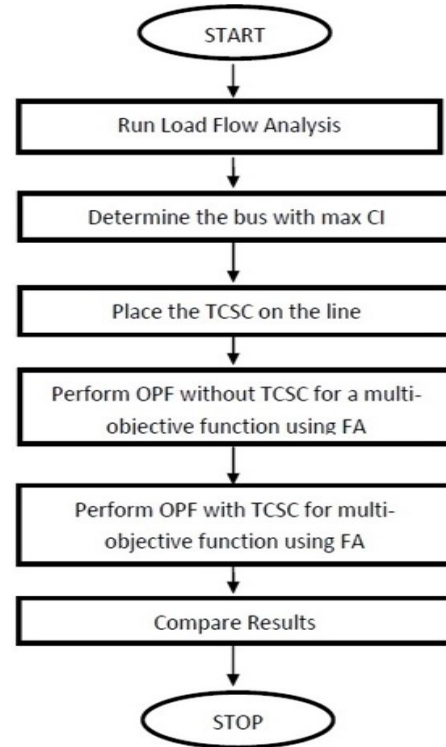 START
Run Load Flow Analysis
Determine the bus with max CI
Place the TCSC on the line
Perform OPF without TCSC for a multi-
objective function using FA
Perform OPF with TCSC for multi-
objective function using FA
Compare Results
STOP